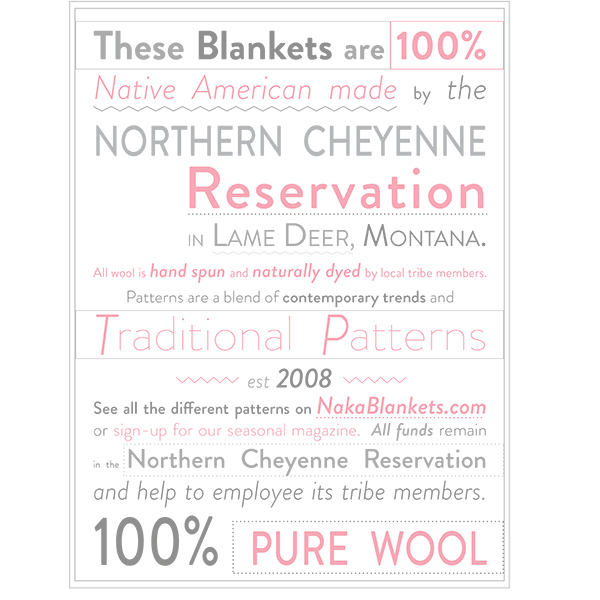 These Blankets are 100%
Native American made by the
NORTHERN CHEYENNE
Reservation
IN LAME DEER, MONTANA.
All wool is hand spun and naturally dyed by local tribe members.
Patterns are a blend of contemporary trends and
Traditional Patterns
est 2008
See all the different patterns on NakaBlankets.com
or sign-up for our seasonal magazine. All funds remain
in the Northern Cheyenne Reservation
and help to employee its tribe members.
100% PURE WOOL